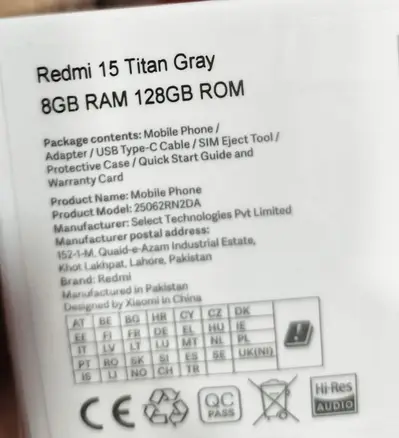 Redmi 15 Titan Gray
8GB RAM 128GB ROM
Package contents: Mobile Phone /
Adapter / USB Type-C Cable / SIM Eject Tool /
Protective Case / Quick Start Guide and
Warranty Card
Product Name: Mobile Phone
Product Model: 25062RN2DA
Manufacturer: Select Technologies Pvt Limited
Manufacturer postal address:
152-1-M, Quaid-e-Azam Industrial Estate,
Khot Lakhpat, Lahore, Pakistan
Brand: Redmi
Manufactured in Pakistan
Designed by Xiaomi in China
AT BE BG HR CY CZ DK
EE FI FR DE EL HU IE
IT LV LT LU MT NL PL
PT RO SK SI ES SE UK(NI)
IS LI NO CH TR
CE
QC
PASS
Hi-Res
AUDIO